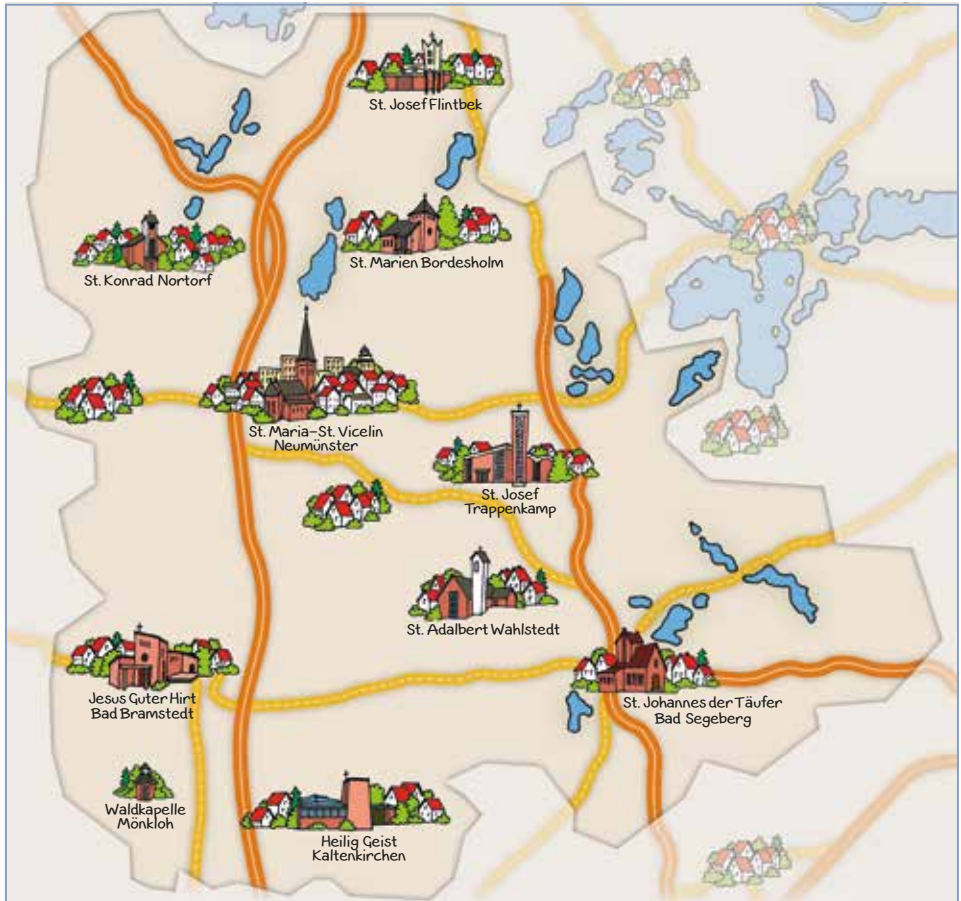 St. Josef Flintbek
St. Marien Bordesholm
St. Konrad Nortorf
St. Maria-St. Vicelin
Neumünster
St. Josef
Trappenkamp
St. Adalbert Wahlstedt
Jesus Guter Hirt
Bad Bramstedt
St. Johannes der Täufer
Bad Segeberg
Waldkapelle
Mönkloh
Heilig Geist
Kaltenkirchen